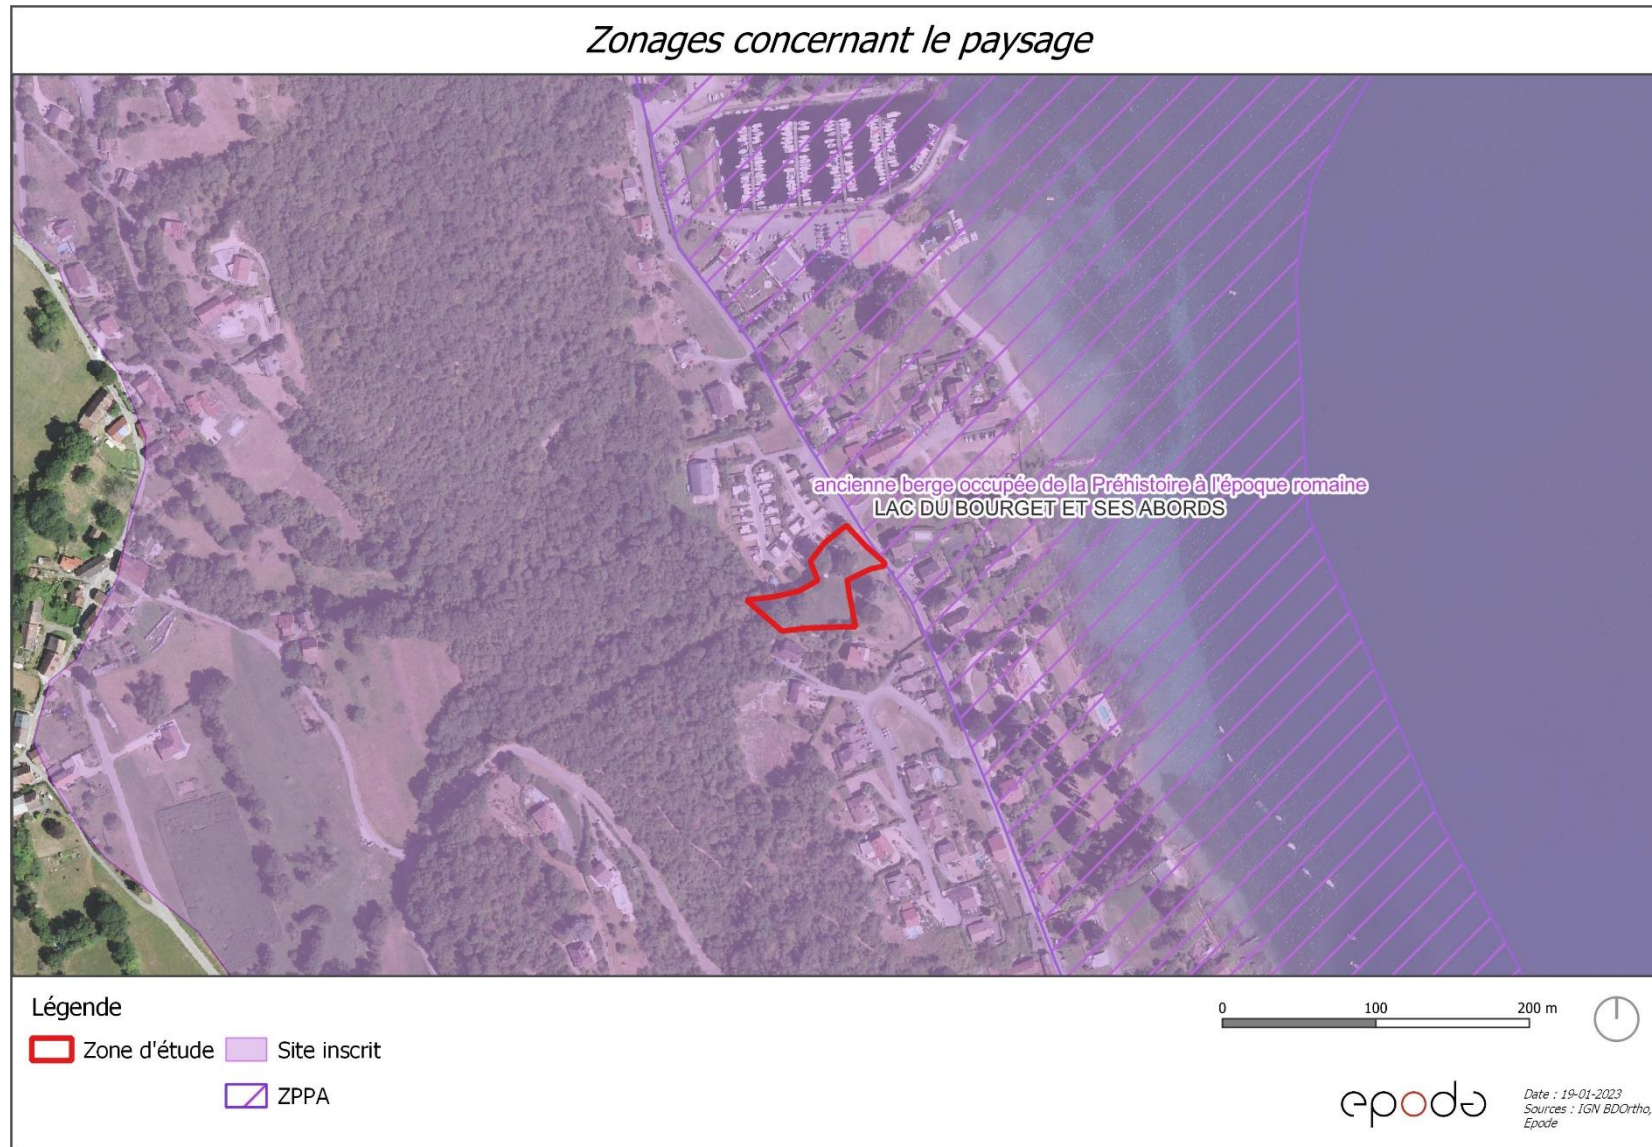 Zonages concernant le paysage
ancienne berge occupée de la Préhistoire à l'époque romaine
LAC DU BOURGET ET SES ABORDS
Légende
Zone d'étude
Site inscrit
ZPPA
0 100 200 m
epode
Date : 19-01-2023
Sources : IGN BDOrtho,
Epode